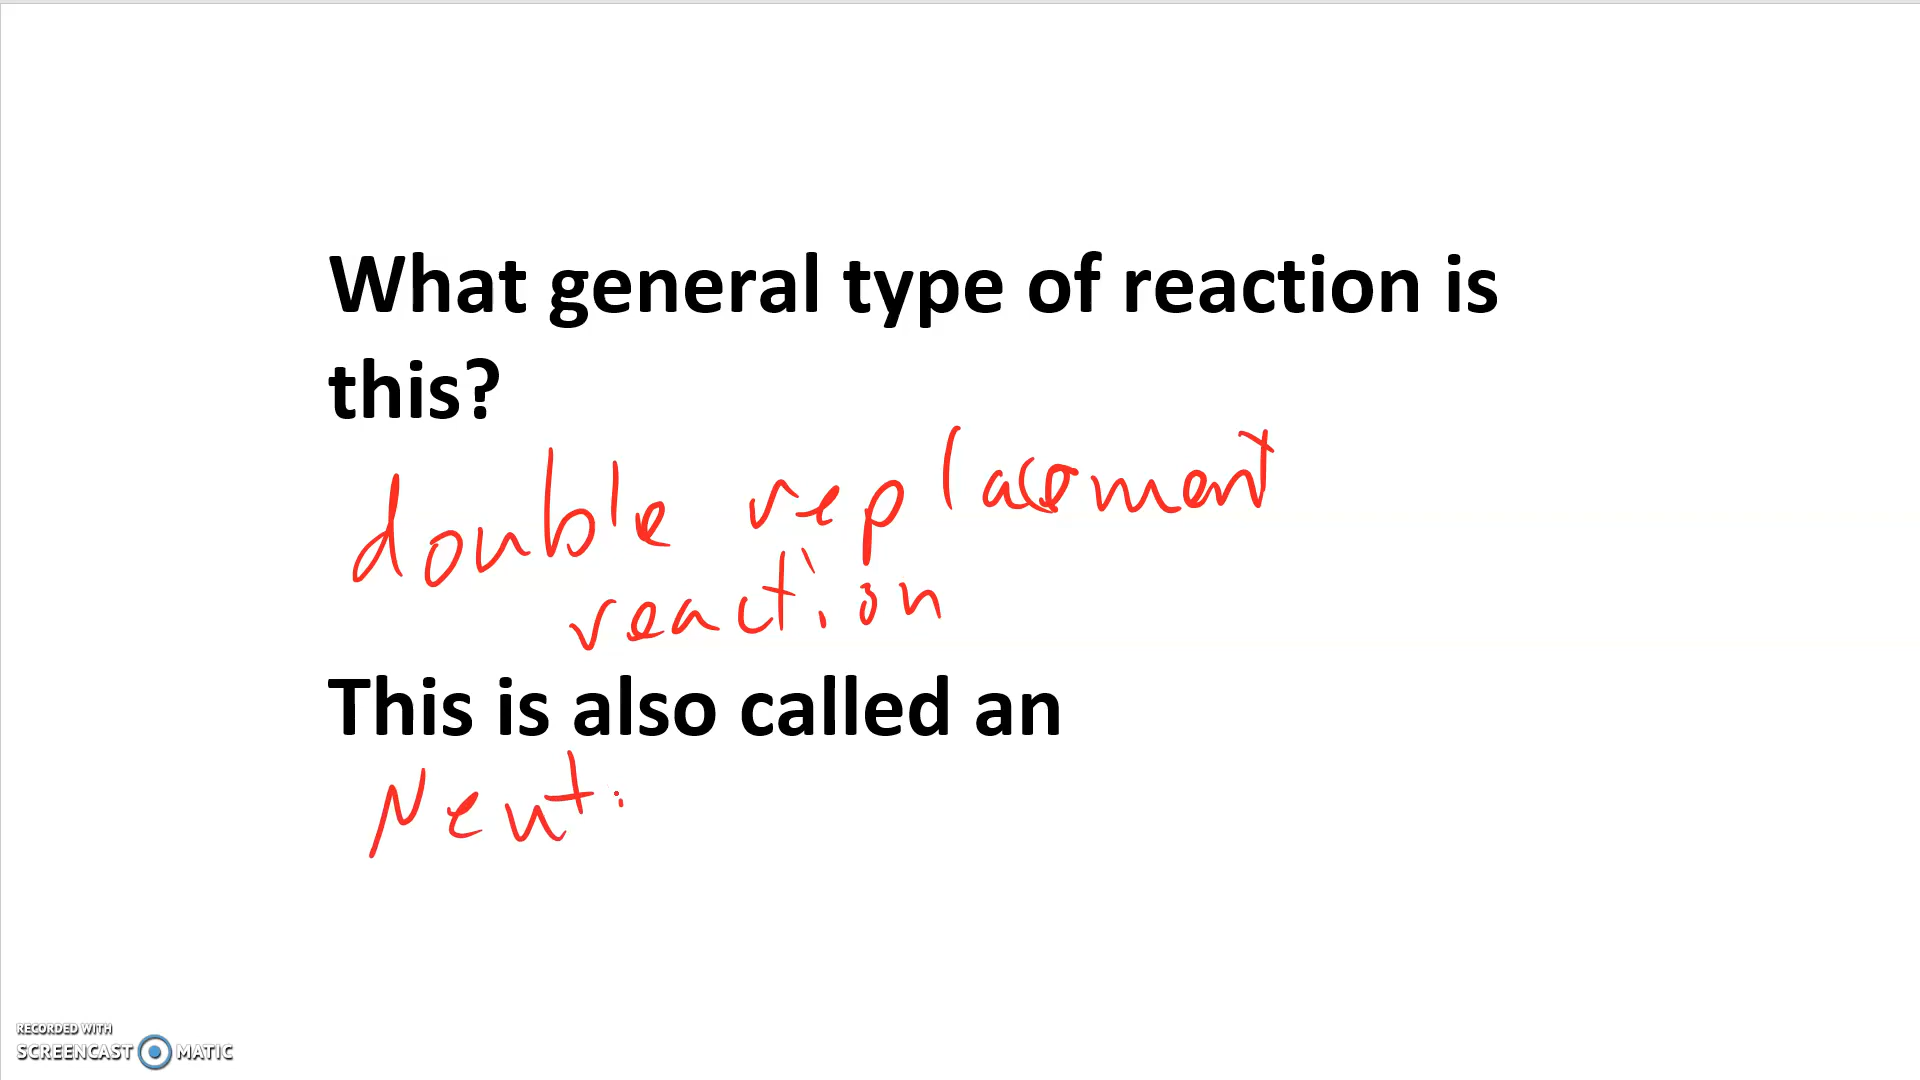 What general type of reaction is
this?
double replacement
reaction
This is also called an
Neut
RECORDED WITH
SCREENCAST MATIC